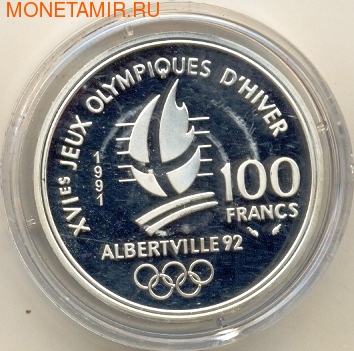 MONETAMIR.RU
XVIES JEUX OLYMPIQUES D'HIVER
1991
100
FRANCS
ALBERTVILLE 92